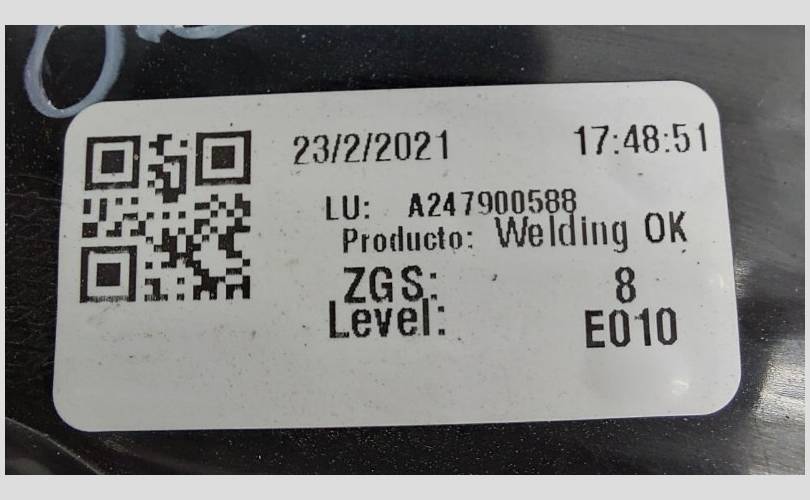 23/2/2021 17:48:51
LU: A247900588
Producto: Welding OK
ZGS: 8
Level: E010